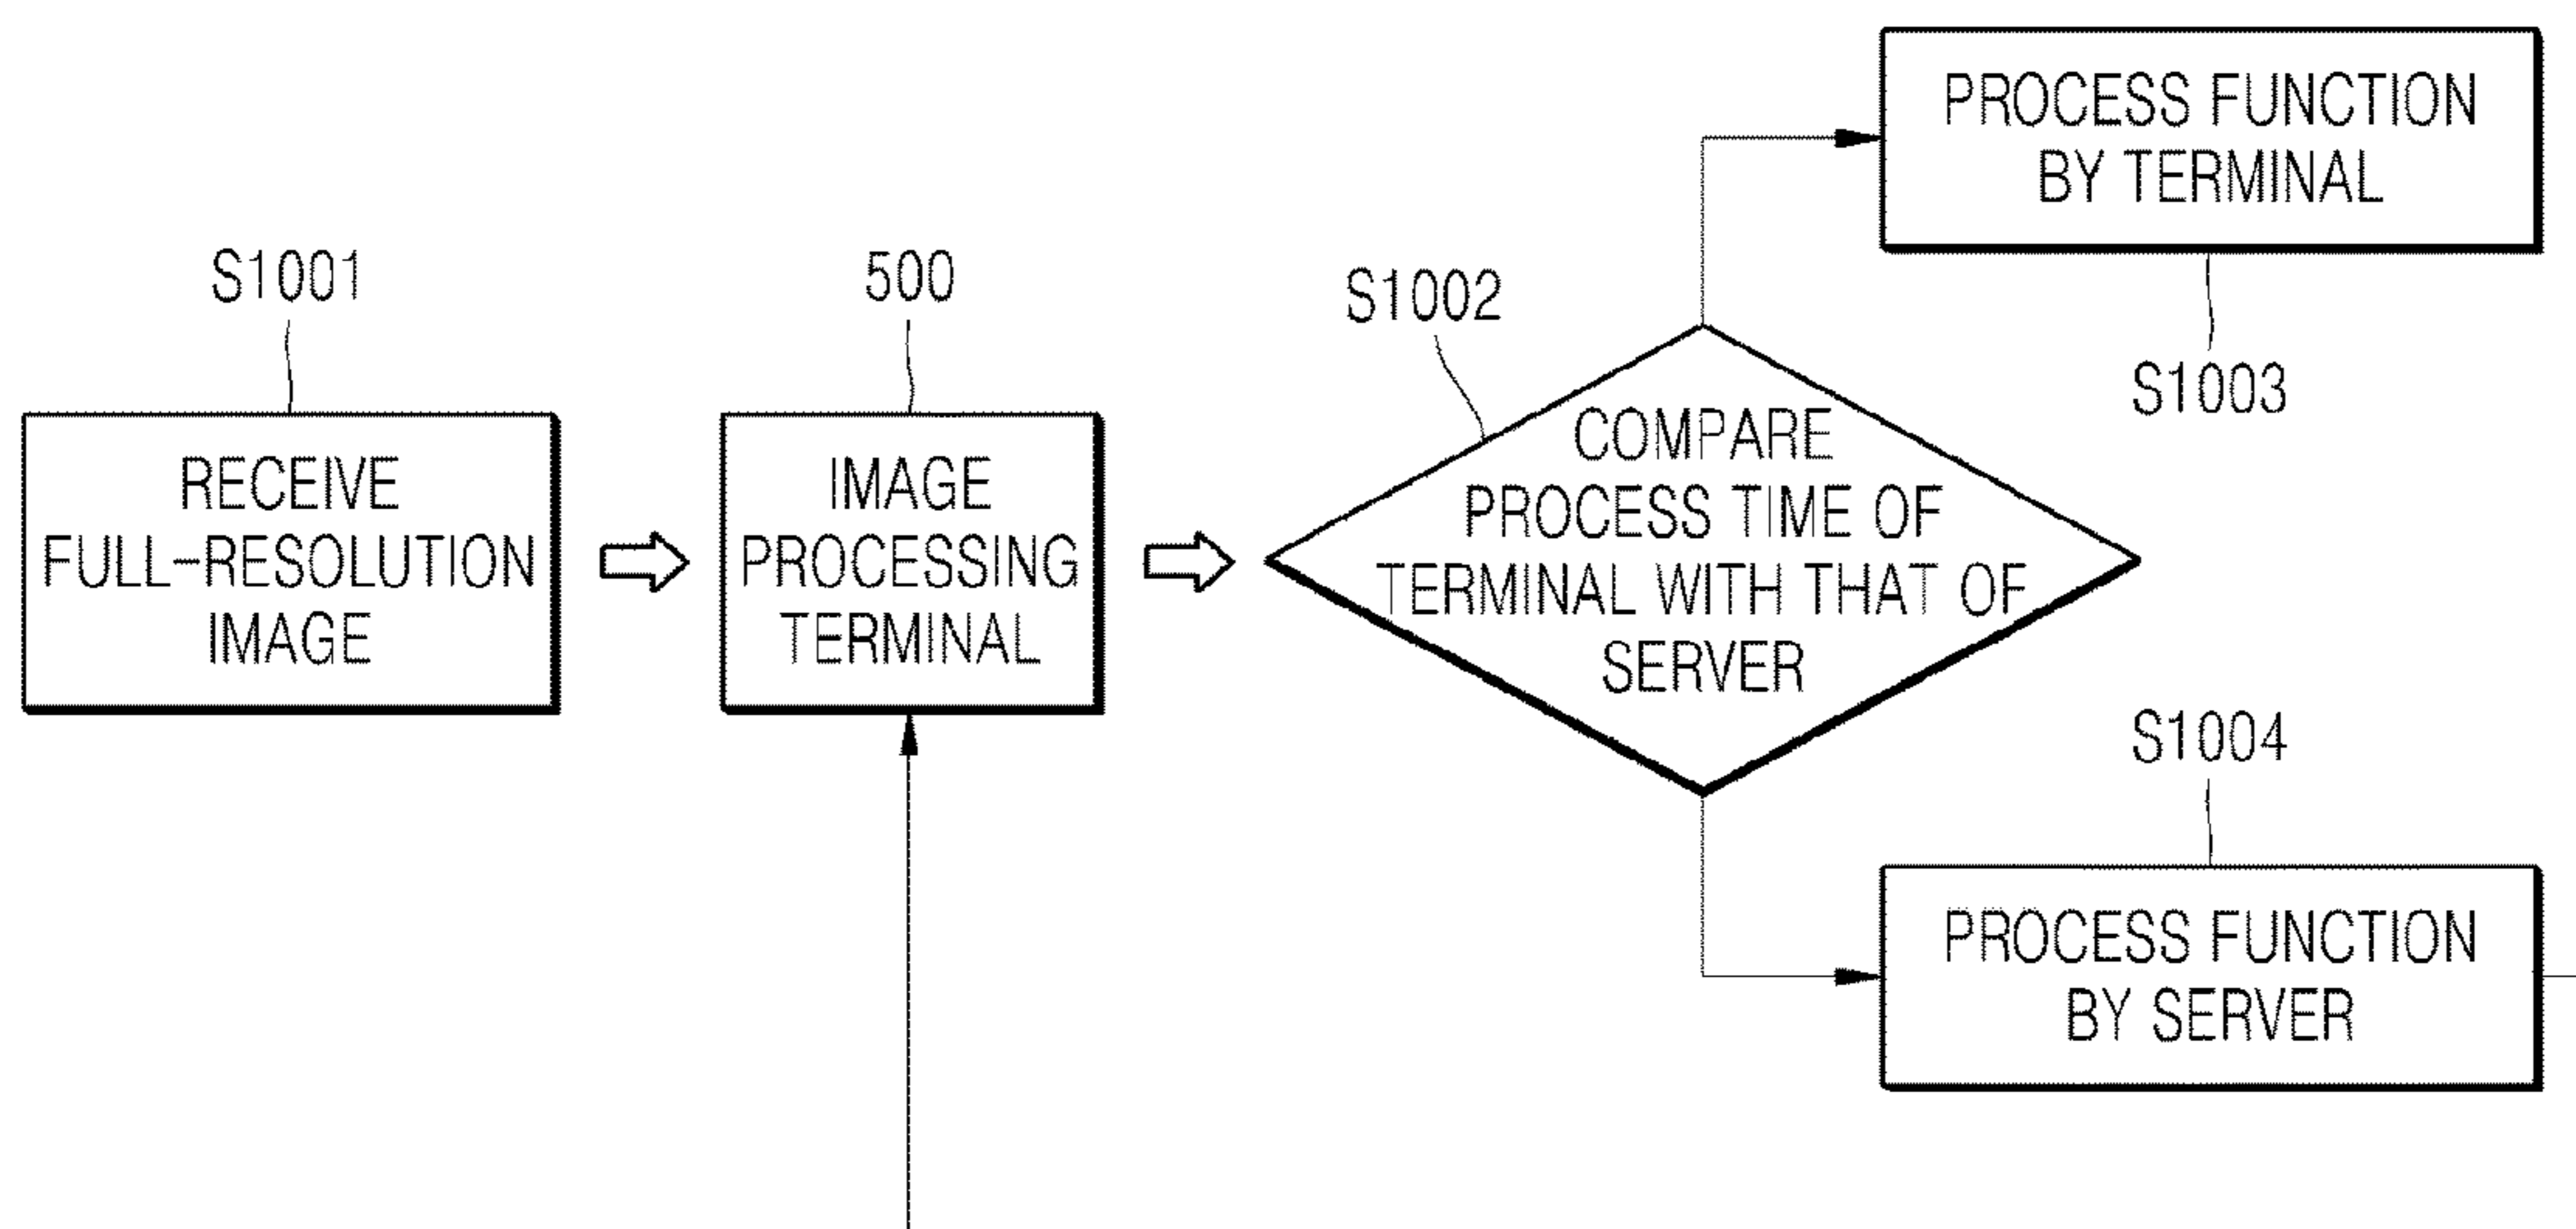 S1001
RECEIVE
FULL-RESOLUTION
IMAGE
500
IMAGE
PROCESSING
TERMINAL
S1002
COMPARE
PROCESS TIME OF
TERMINAL WITH THAT OF
SERVER
PROCESS FUNCTION
BY TERMINAL
S1003
S1004
PROCESS FUNCTION
BY SERVER